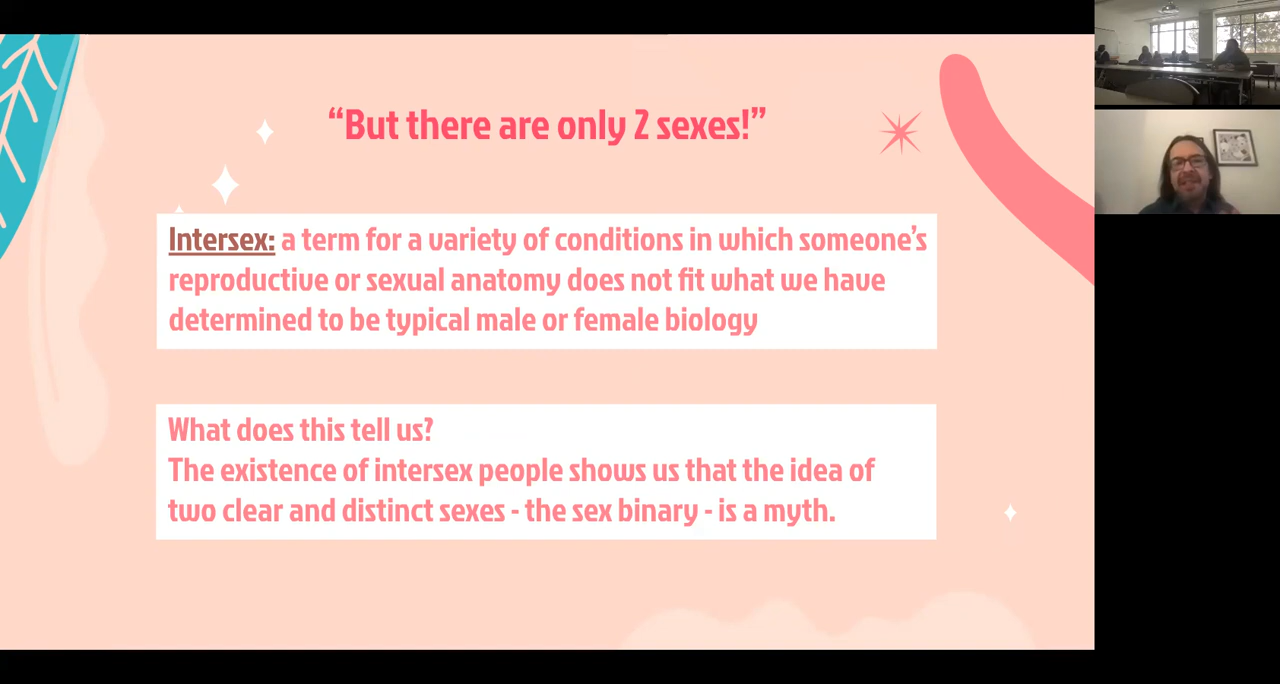 “But there are only 2 sexes!”
Intersex: a term for a variety of conditions in which someone’s
reproductive or sexual anatomy does not fit what we have
determined to be typical male or female biology
What does this tell us?
The existence of intersex people shows us that the idea of
two clear and distinct sexes - the sex binary - is a myth.